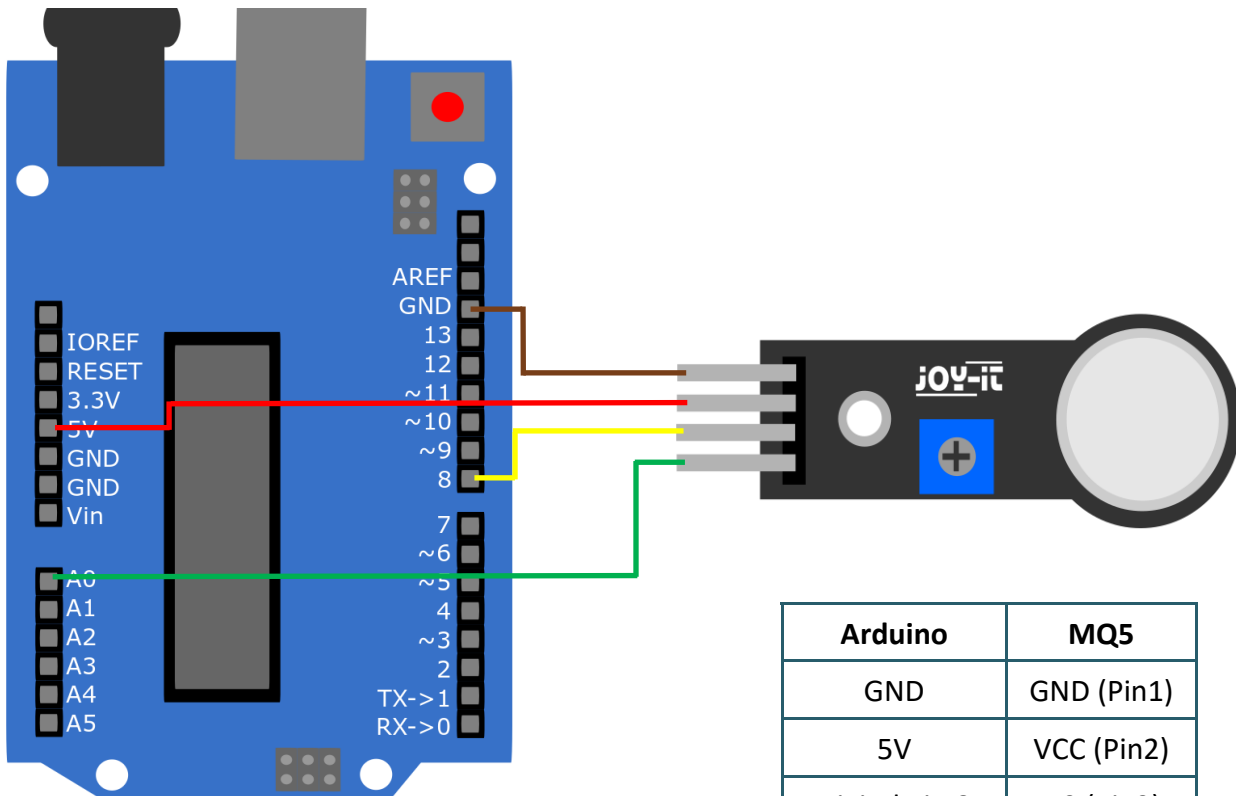 AREF
GND
13
12
~11
~10
~9
8
IOREF
RESET
3.3V
5V
GND
GND
Vin
7
~6
~5
4
~3
2
TX->1
RX->0
A0
A1
A2
A3
A4
A5
JOY-iT
Arduino MQ5
GND GND (Pin1)
5V VCC (Pin2)